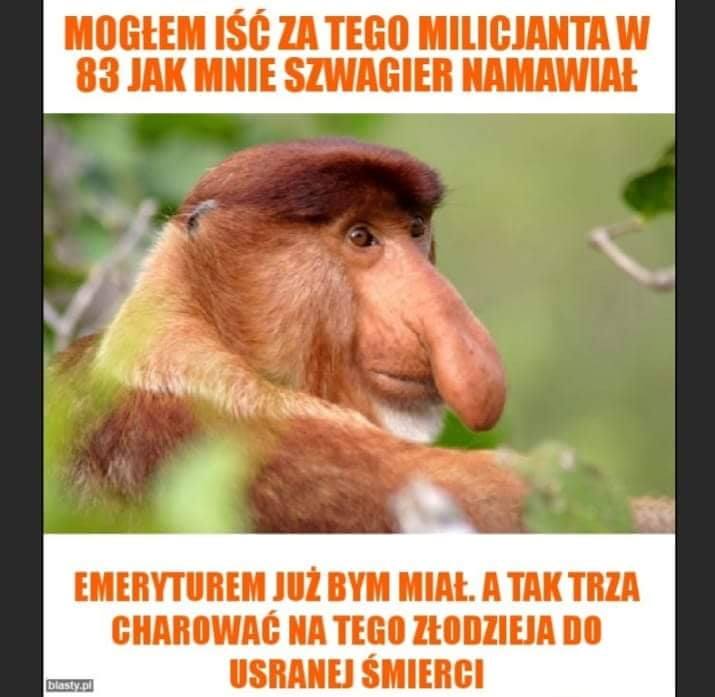 MOGŁEM IŚĆ ZA TEGO MILICJANTA W
83 JAK MNIE SZWAGIER NAMAWIAŁ
EMERYTUREM JUŻ BYM MIAŁ. A TAK TRZA
CHAROWAĆ NA TEGO ZŁODZIEJA DO
USRANEJ ŚMIERCI
blasty.pl